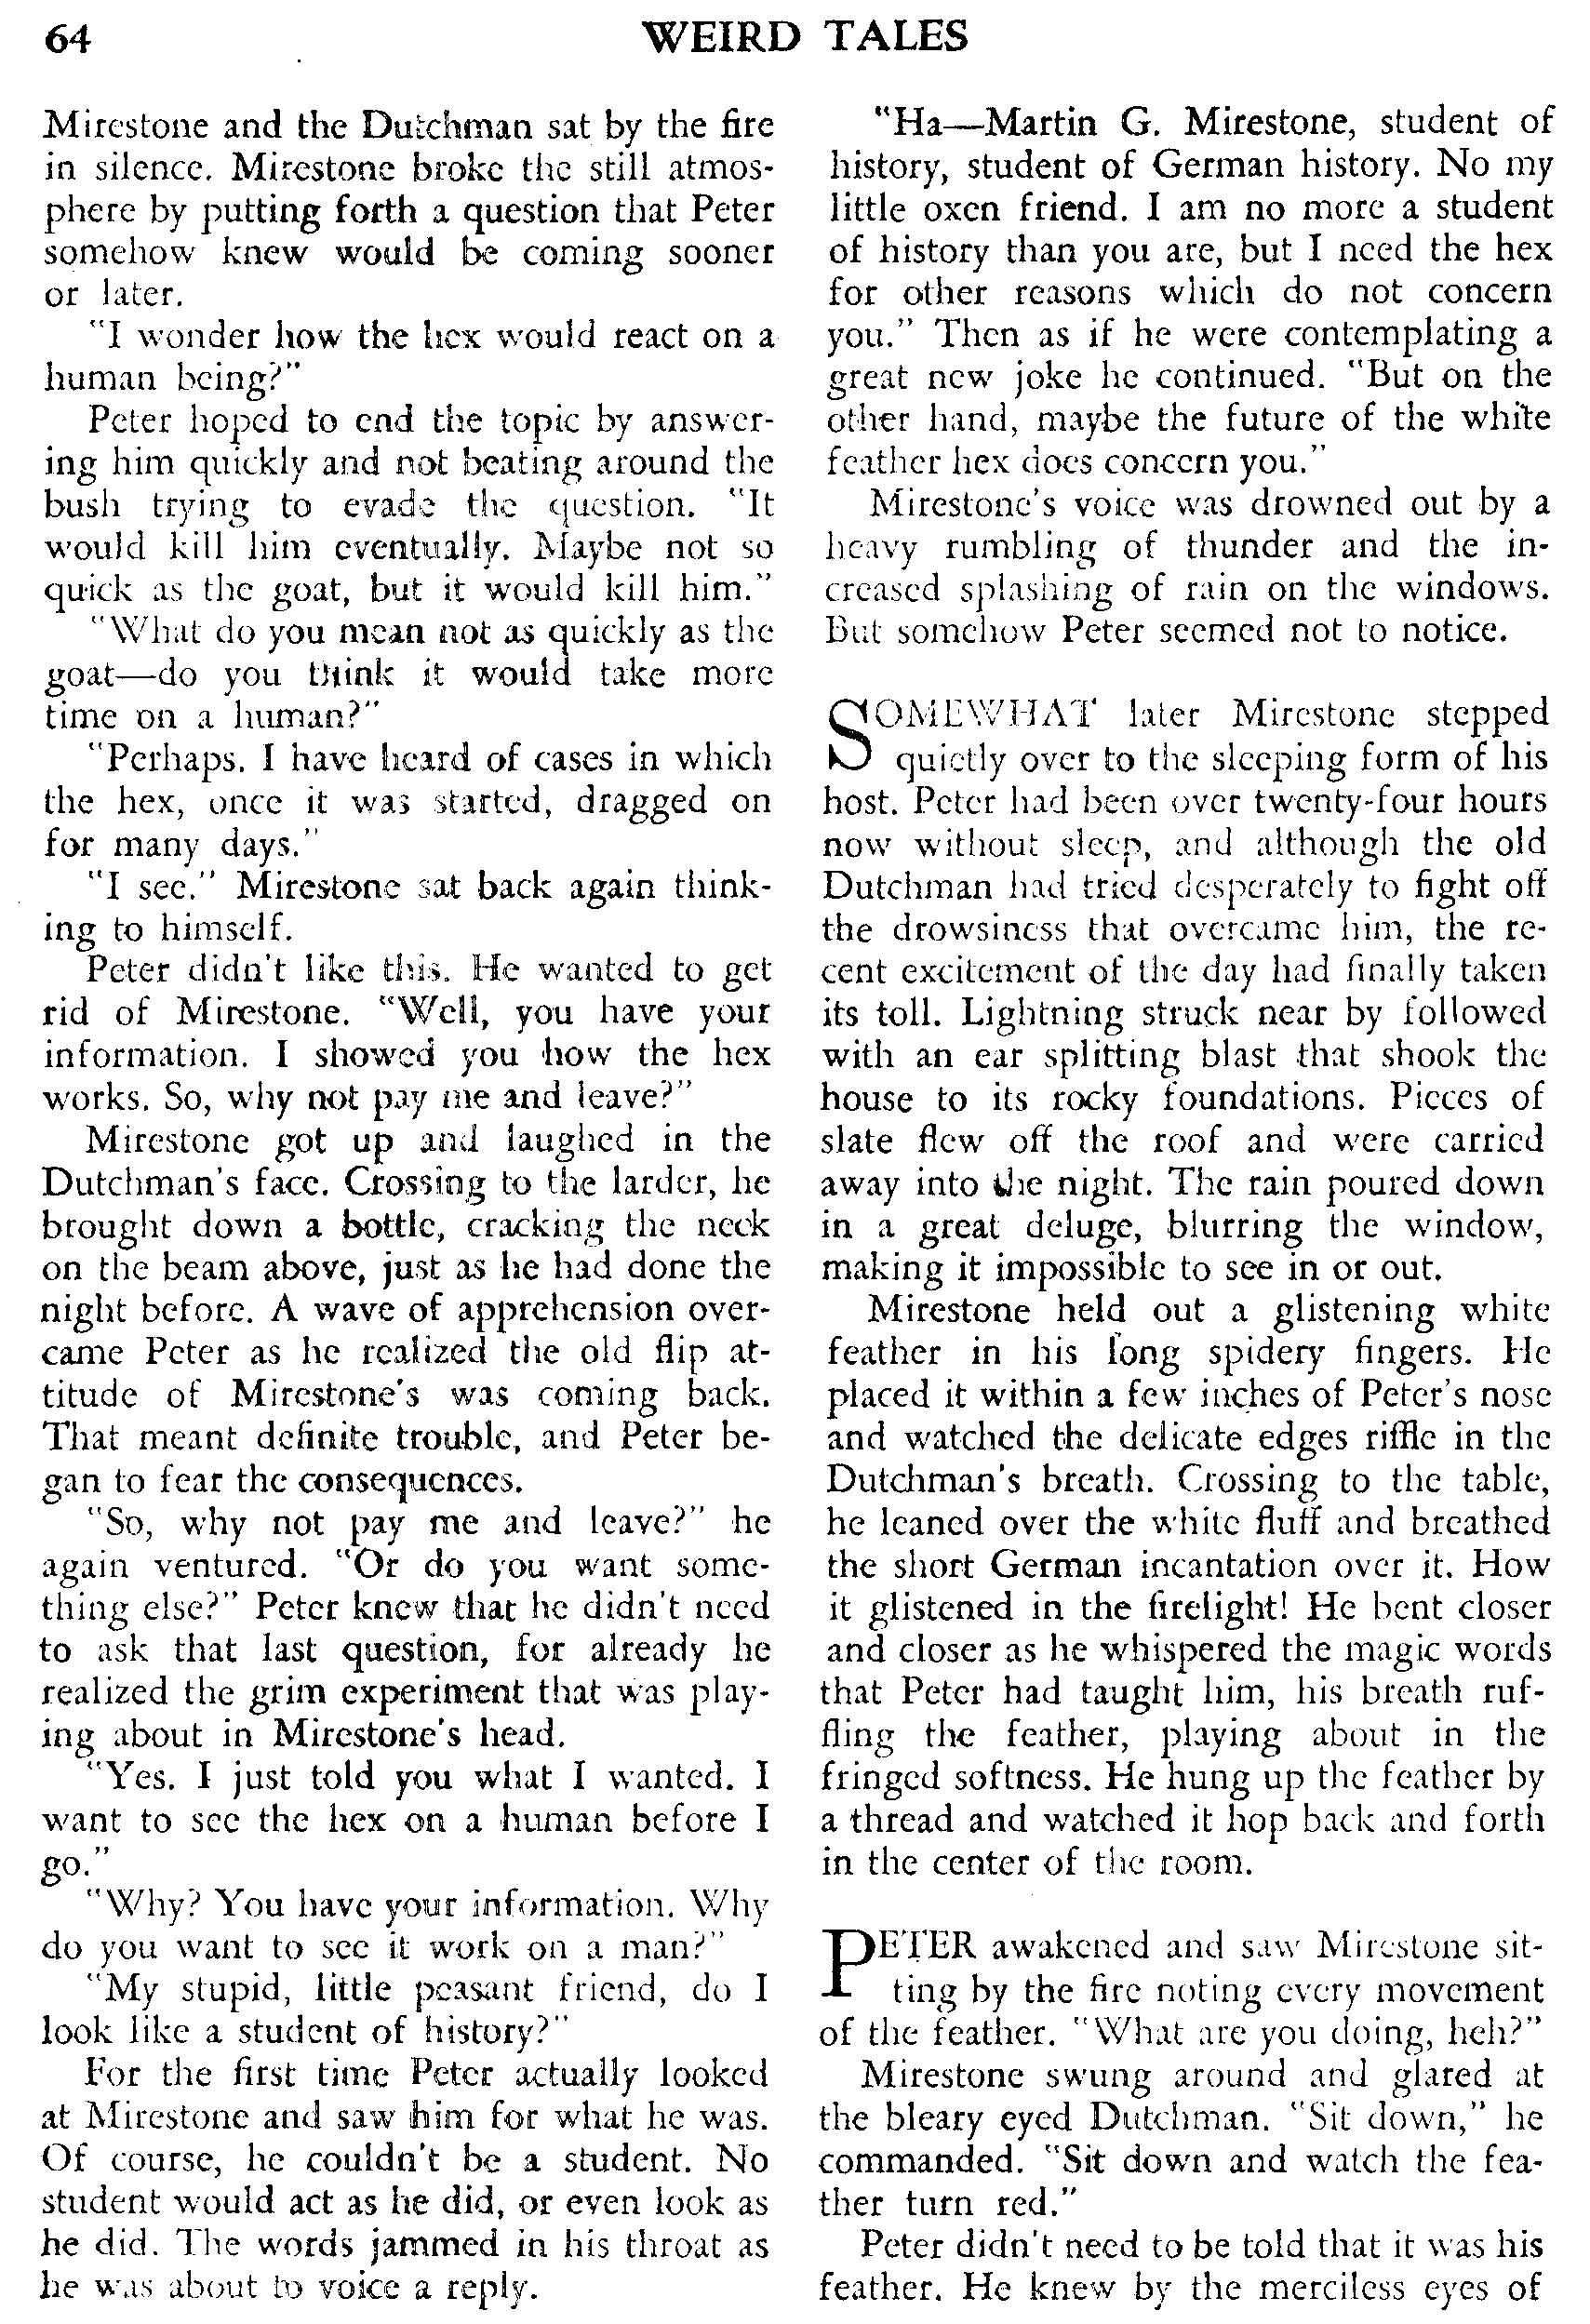 64
WEIRD TALES
Mirestone and the Dutchman sat by the fire
in silence. Mirestone broke the still atmos-
phere by putting forth a question that Peter
somehow knew would be coming sooner
or later.
"I wonder how the hex would react on a
human being?"
Peter hoped to end the topic by answer-
ing him quickly and not beating around the
bush trying to evade the question. "It
would kill him eventually. Maybe not so
quick as the goat, but it would kill him."
"What do you mean not as quickly as the
goat—do you think it would take more
time on a human?"
"Perhaps. I have heard of cases in which
the hex, once it was started, dragged on
for many days."
"I see." Mirestone sat back again think-
ing to himself.
Peter didn't like this. He wanted to get
rid of Mirestone. "Well, you have your
information. I showed you how the hex
works. So, why not pay me and leave?"
Mirestone got up and laughed in the
Dutchman's face. Crossing to the larder, he
brought down a bottle, cracking the neck
on the beam above, just as he had done the
night before. A wave of apprehension over-
came Peter as he realized the old flip at-
titude of Mirestone's was coming back.
That meant definite trouble, and Peter be-
gan to fear the consequences.
"So, why not pay me and leave?" he
again ventured. "Or do you want some-
thing else?" Peter knew that he didn't need
to ask that last question, for already he
realized the grim experiment that was play-
ing about in Mirestone's head.
"Yes. I just told you what I wanted. I
want to see the hex on a human before I
go."
"Why? You have your information. Why
do you want to see it work on a man?"
"My stupid, little peasant friend, do I
look like a student of history?"
For the first time Peter actually looked
at Mirestone and saw him for what he was.
Of course, he couldn't be a student. No
student would act as he did, or even look as
he did. The words jammed in his throat as
he was about to voice a reply.
"Ha—Martin G. Mirestone, student of
history, student of German history. No my
little oxen friend. I am no more a student
of history than you are, but I need the hex
for other reasons which do not concern
you." Then as if he were contemplating a
great new joke he continued. "But on the
other hand, maybe the future of the white
feather hex does concern you."
Mirestone's voice was drowned out by a
heavy rumbling of thunder and the in-
creased splashing of rain on the windows.
But somehow Peter seemed not to notice.
SOMEWHAT later Mirestone stepped
quietly over to the sleeping form of his
host. Peter had been over twenty-four hours
now without sleep, and although the old
Dutchman had tried desperately to fight off
the drowsiness that overcame him, the re-
cent excitement of the day had finally taken
its toll. Lightning struck near by followed
with an ear splitting blast that shook the
house to its rocky foundations. Pieces of
slate flew off the roof and were carried
away into the night. The rain poured down
in a great deluge, blurring the window,
making it impossible to see in or out.
Mirestone held out a glistening white
feather in his long spidery fingers. He
placed it within a few inches of Peter's nose
and watched the delicate edges riffle in the
Dutchman's breath. Crossing to the table,
he leaned over the white fluff and breathed
the short German incantation over it. How
it glistened in the firelight! He bent closer
and closer as he whispered the magic words
that Peter had taught him, his breath ruf-
fling the feather, playing about in the
fringed softness. He hung up the feather by
a thread and watched it hop back and forth
in the center of the room.
PETER awakened and saw Mirestone sit-
ting by the fire noting every movement
of the feather. "What are you doing, heh?"
Mirestone swung around and glared at
the bleary eyed Dutchman. "Sit down," he
commanded. "Sit down and watch the fea-
ther turn red."
Peter didn't need to be told that it was his
feather. He knew by the merciless eyes of